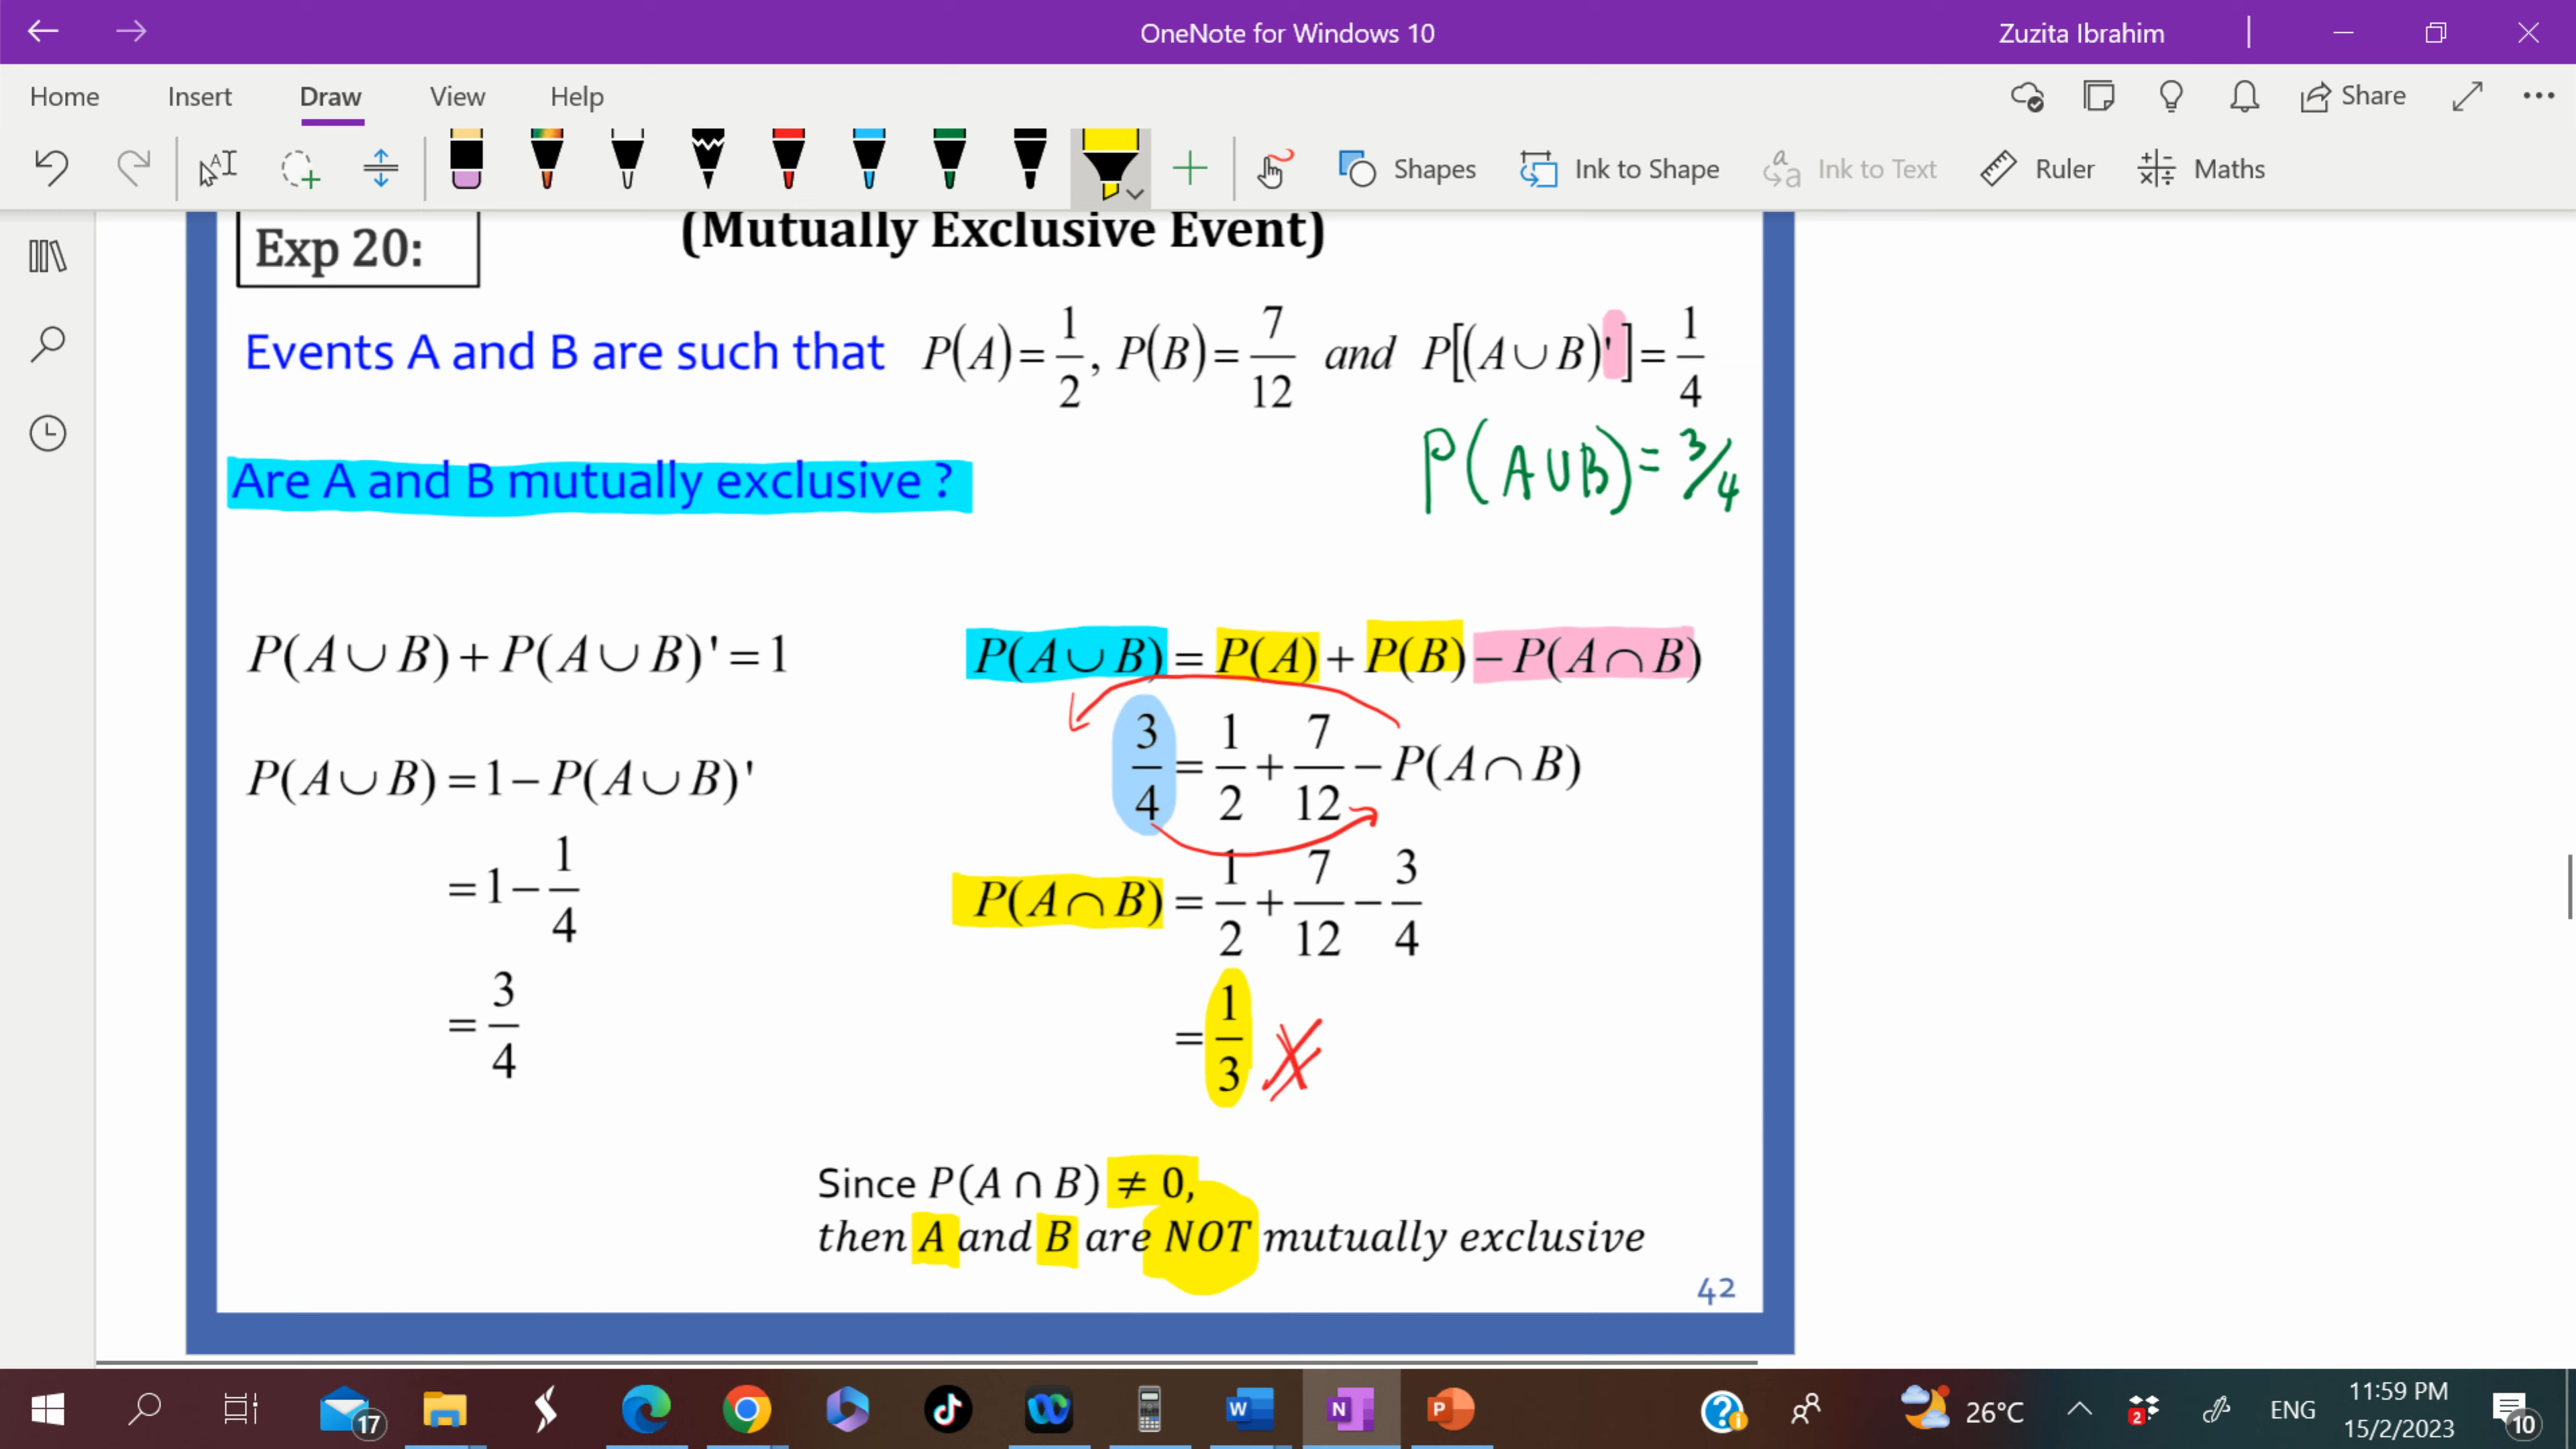 OneNote for Windows 10
Zuzita Ibrahim
Home Insert Draw View Help
Share
Shapes Ink to Shape Ink to Text Ruler Maths
Exp 20:
(Mutually Exclusive Event)
Events A and B are such that P(A)=1/2, P(B)=7/12 and P[(A∪B)']=1/4
P(A∪B)=3/4
Are A and B mutually exclusive ?
P(A∪B)+P(A∪B)'=1
P(A∪B)=1−P(A∪B)'
=1−1/4
=3/4
P(A∪B)=P(A)+P(B)−P(A∩B)
3/4=1/2+7/12−P(A∩B)
P(A∩B)=1/2+7/12−3/4
=1/3
Since P(A∩B) ≠ 0,
then A and B are NOT mutually exclusive
42
17
W
N
P
26°C
2
ENG
11:59 PM
15/2/2023
10